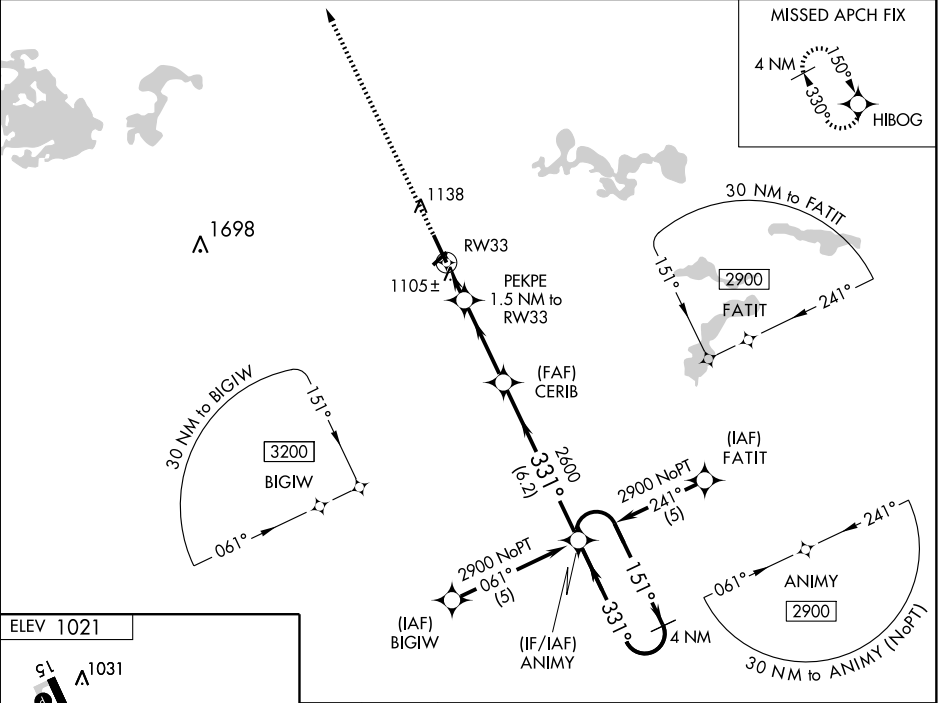 MISSED APCH FIX
4 NM
150°
330°
HIBOG
1138
1698
RW33
1105±
PEKPE
1.5 NM to
RW33
30 NM to FATIT
151°
2900
FATIT
241°
(FAF)
CERIB
30 NM to BIGIW
151°
3200
BIGIW
061°
2600
331°
(6.2)
(IAF)
FATIT
2900 NoPT
241°
(5)
2900 NoPT
061°
(5)
(IAF)
BIGIW
(IF/IAF)
ANIMY
151°
331°
4 NM
241°
061°
ANIMY
2900
30 NM to ANIMY (NoPT)
ELEV 1021
15
1031
A